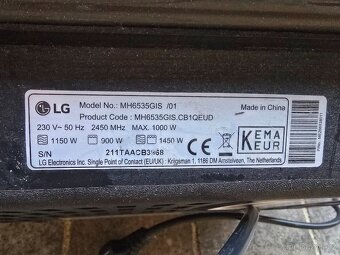 LG
Model No.: MH6535GIS /01
Made in China
Product Code : MH6535GIS.CB1QEUD
230 V~ 50 Hz 2450 MHz MAX. 1000 W
1150 W 900 W 1450 W
S/N 211TAACB3
KEMA
KEUR
LG Electronics Inc. Single Point of Contact (EU/UK) : Krijgsman 1, 1186 DM Amstelveen, The Netherlands